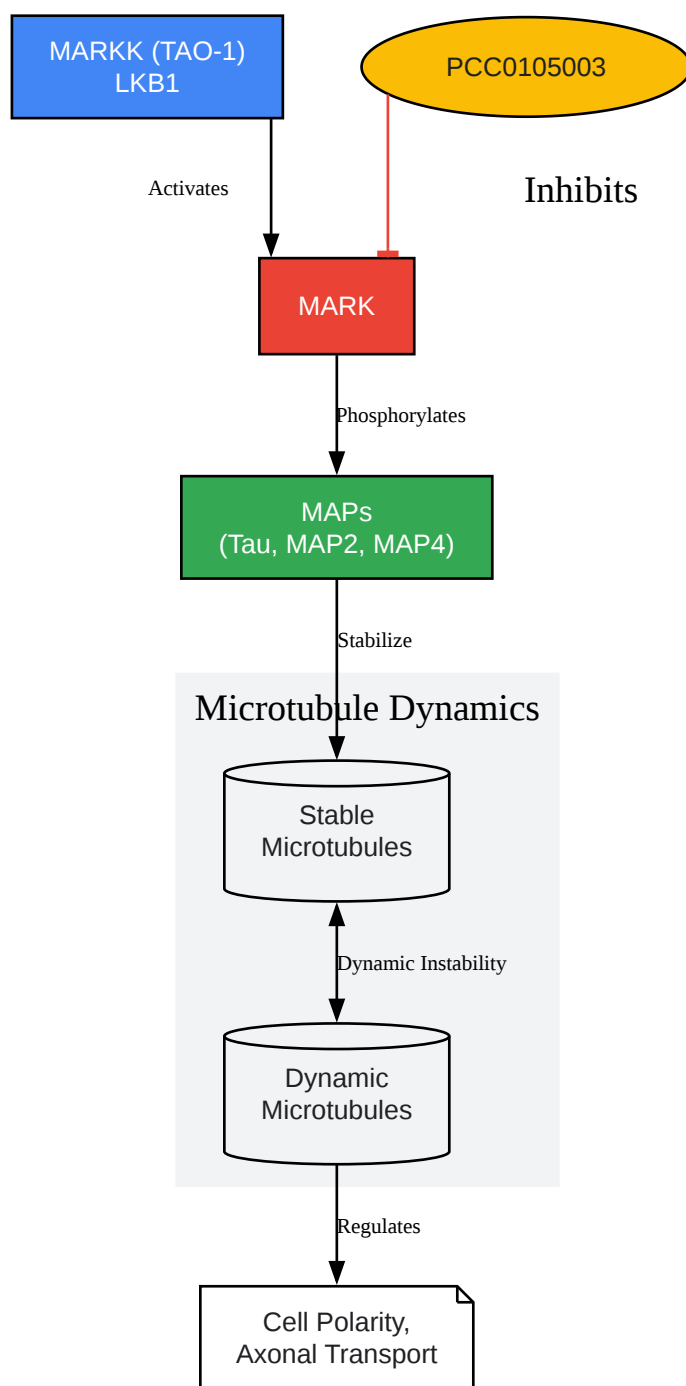 MARKK (TAO-1)
LKB1
PCC0105003
Activates
Inhibits
MARK
Phosphorylates
MAPs
(Tau, MAP2, MAP4)
Stabilize
Microtubule Dynamics
Stable
Microtubules
Dynamic Instability
Dynamic
Microtubules
Regulates
Cell Polarity,
Axonal Transport